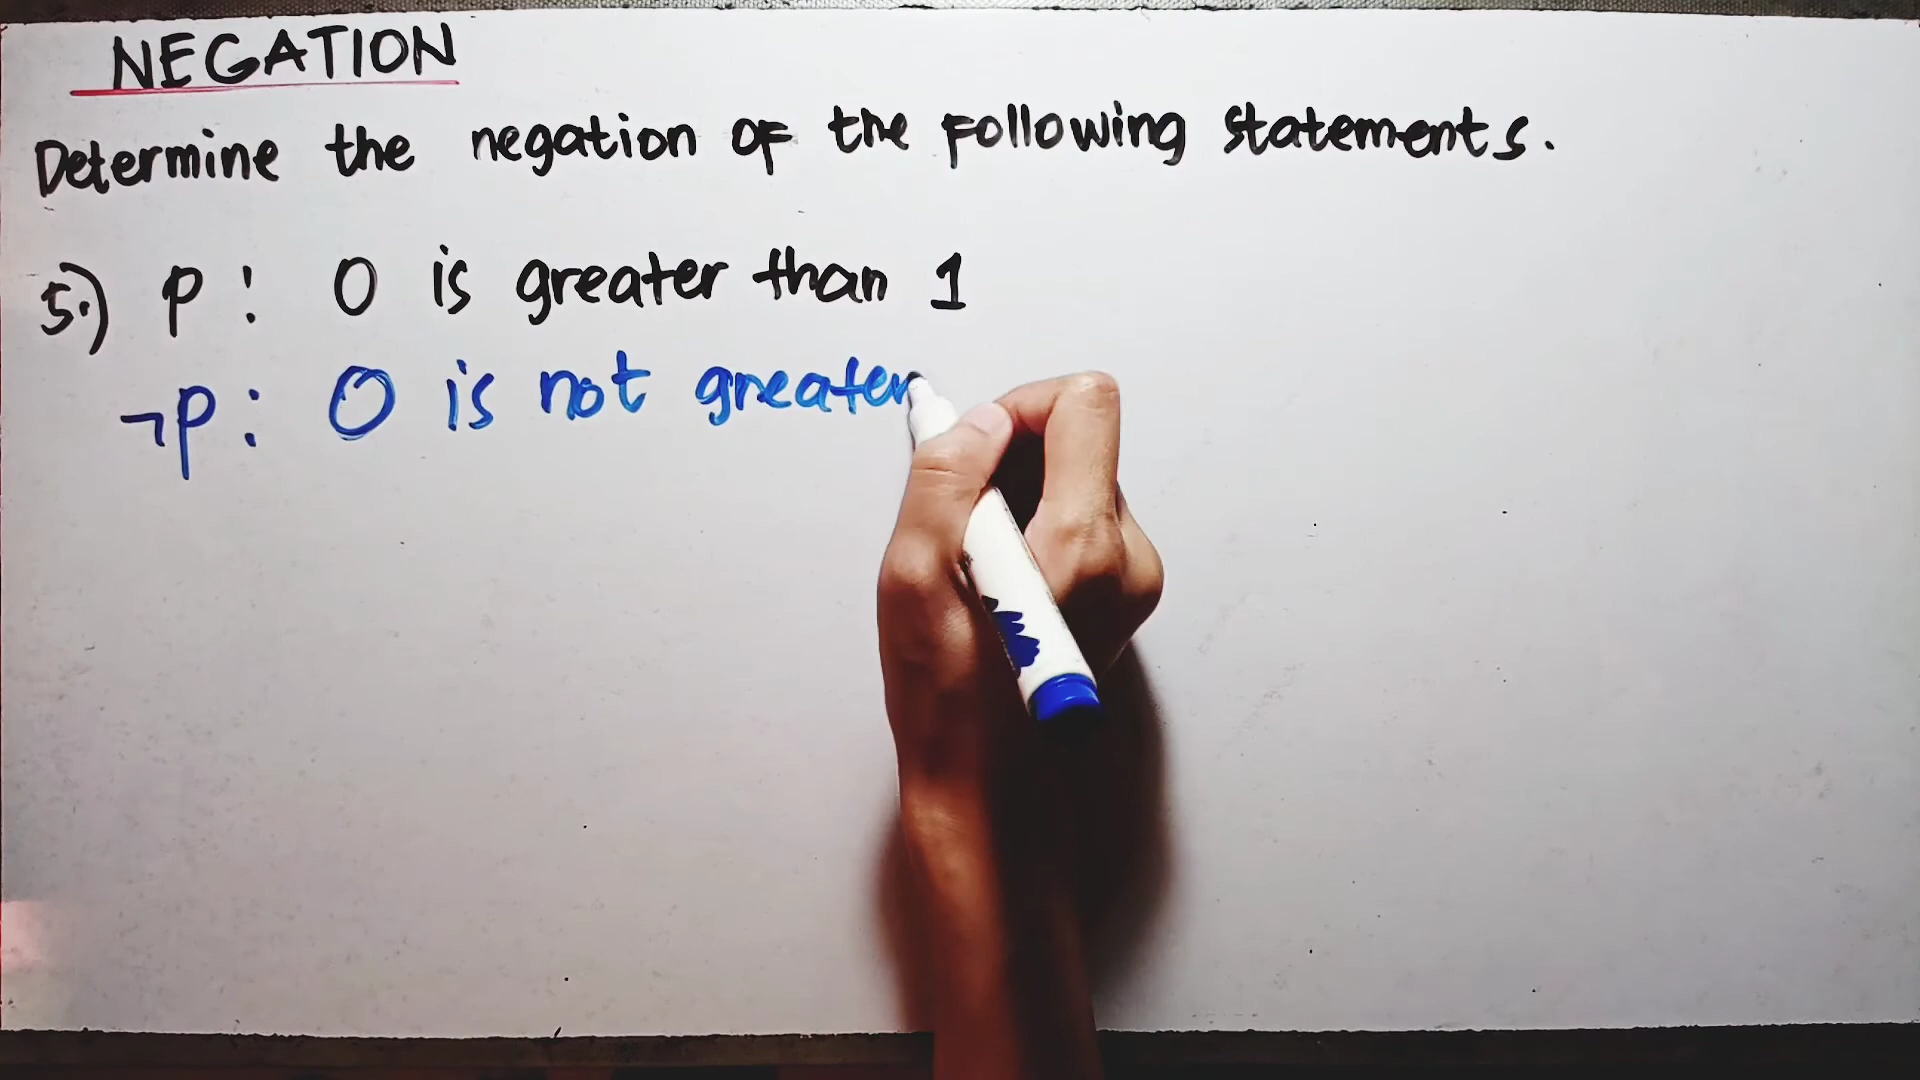 NEGATION
Determine the negation of the following statements.
5.) p: 0 is greater than 1
¬p: 0 is not greater